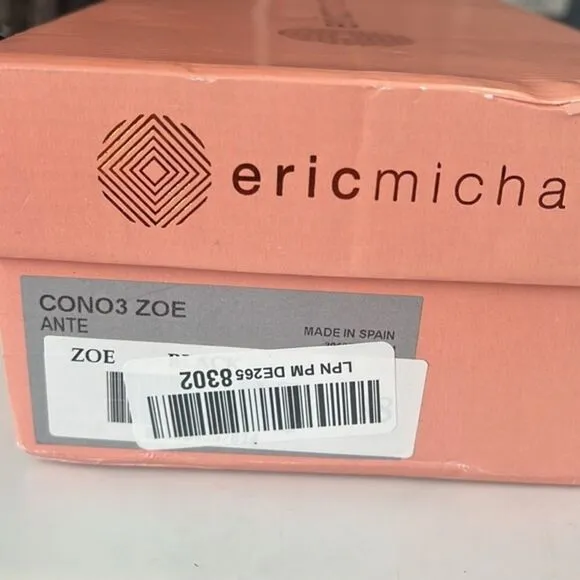 ericmicha
CONO3 ZOE
ANTE
MADE IN SPAIN
ZOE
LPN PM DE265 8302